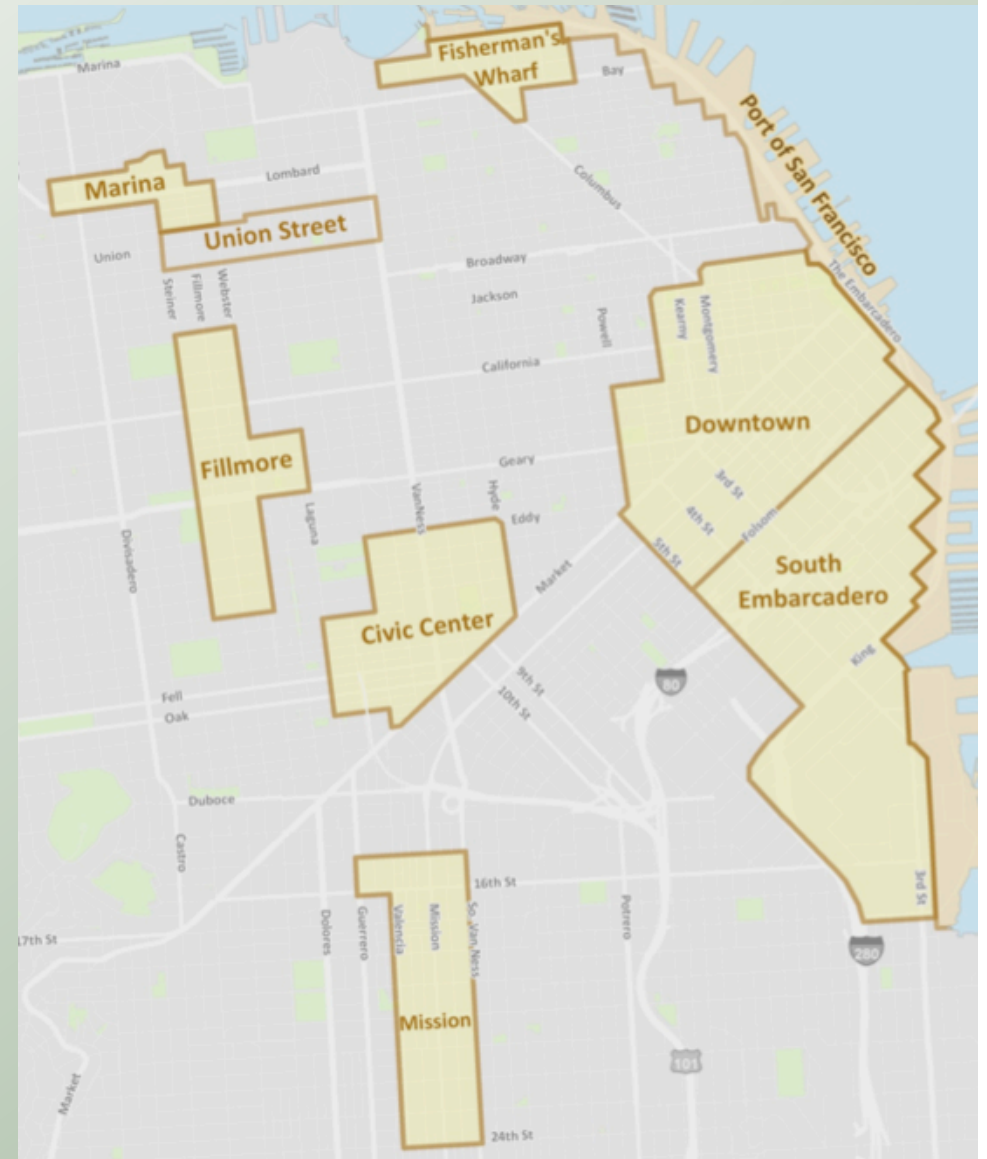 Fisherman's
Wharf
Marina
Bay
Port of San Francisco
Marina
Lombard
Columbus
Union Street
Union
Broadway
The Embarcadero
Steiner
Fillmore
Webster
Jackson
Powell
Kearny
Montgomery
California
Downtown
Fillmore
Geary
VanNess
Hyde
Eddy
Laguna
3rd St
4th St
Folsom
5th St
Divisadero
Market
South
Embarcadero
Civic Center
King
9th St
10th St
80
Fell
Oak
Duboce
Castro
16th St
3rd St
Dolores
Guerrero
Valencia
Mission
So. Van Ness
Potrero
17th St
280
Mission
101
Market
24th St